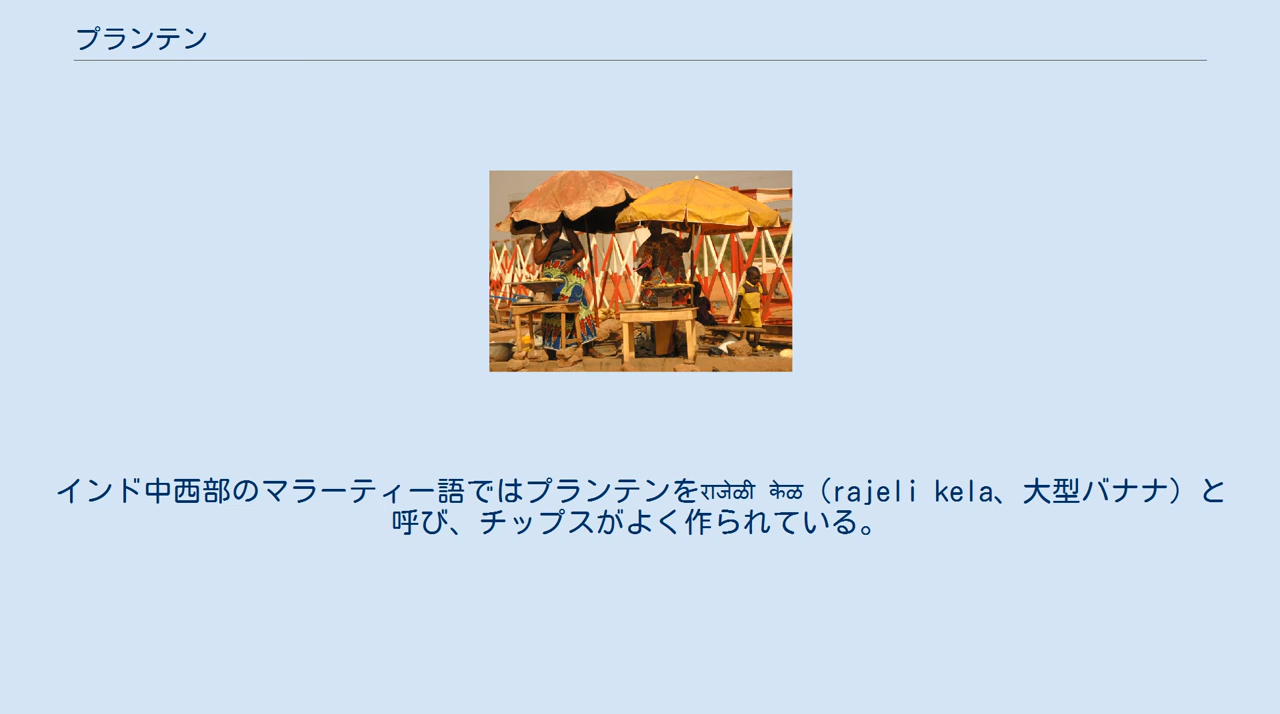 プランテン
インド中西部のマラーティー語ではプランテンをराजेळी केळ（rajeli kela、大型バナナ）と
呼び、チップスがよく作られている。